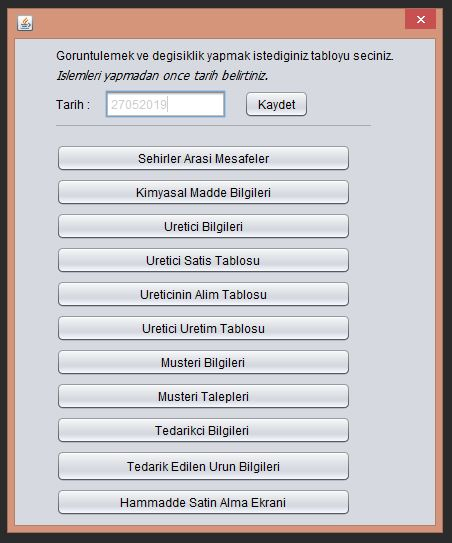 Goruntulemek ve degisiklik yapmak istediginiz tabloyu seciniz.
Islemleri yapmadan once tarih belirtiniz.
Tarih : 27052019 Kaydet
Sehirler Arasi Mesafeler
Kimyasal Madde Bilgileri
Uretici Bilgileri
Uretici Satis Tablosu
Ureticinin Alim Tablosu
Uretici Uretim Tablosu
Musteri Bilgileri
Musteri Talepleri
Tedarikci Bilgileri
Tedarik Edilen Urun Bilgileri
Hammadde Satin Alma Ekrani